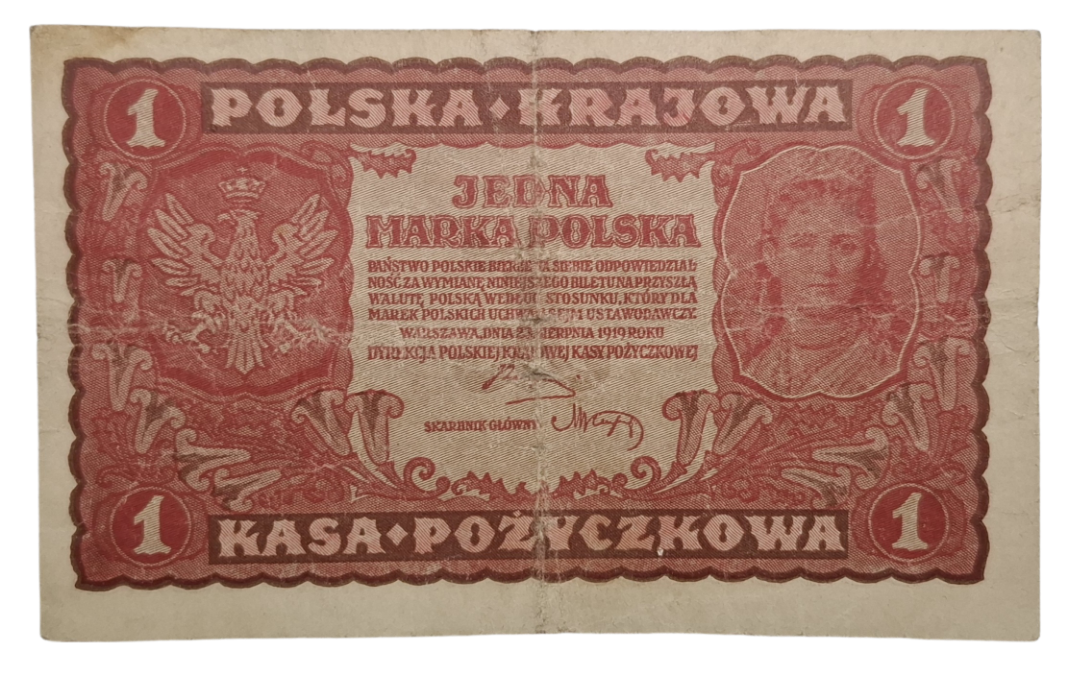 1 POLSKA・KRAJOWA 1
JEDNA
MARKA POLSKA
PAŃSTWO POLSKIE BIERZE NA SIEBIE ODPOWIEDZIAL-
NOŚĆ ZA WYMIANĘ NINIEJSZEGO BILETU NA PRZYSZŁĄ
WALUTĘ POLSKĄ WEDŁUG STOSUNKU, KTÓRY DLA
MAREK POLSKICH UCHWALI SEJM USTAWODAWCZY.
WARSZAWA, DNIA 23 SIERPNIA 1919 ROKU
DYREKCJA POLSKIEJ KRAJOWEJ KASY POŻYCZKOWEJ
SKARBNIK GŁÓWNY
1 KASA・POŻYCZKOWA 1